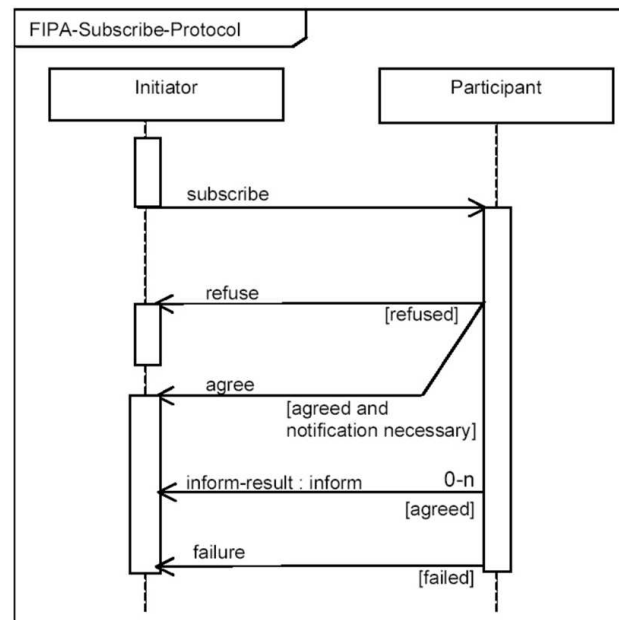 FIPA-Subscribe-Protocol
Initiator
Participant
subscribe
refuse
[refused]
agree
[agreed and
notification necessary]
inform-result : inform
0-n
[agreed]
failure
[failed]